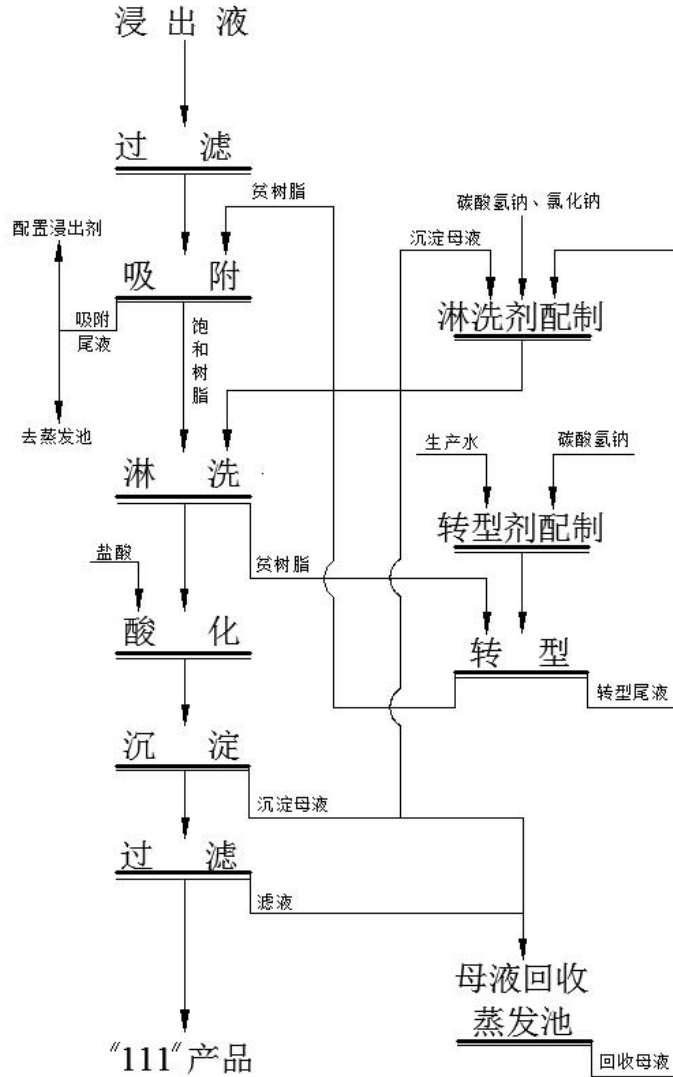 浸出液
过滤
贫树脂
碳酸氢钠、氯化钠
配置浸出剂
沉淀母液
吸附
淋洗剂配制
吸附
尾液
饱和树脂
去蒸发池
生产水
碳酸氢钠
淋洗
转型剂配制
盐酸
贫树脂
酸化
转型
转型尾液
沉淀
沉淀母液
过滤
滤液
母液回收
蒸发池
"111"产品
回收母液